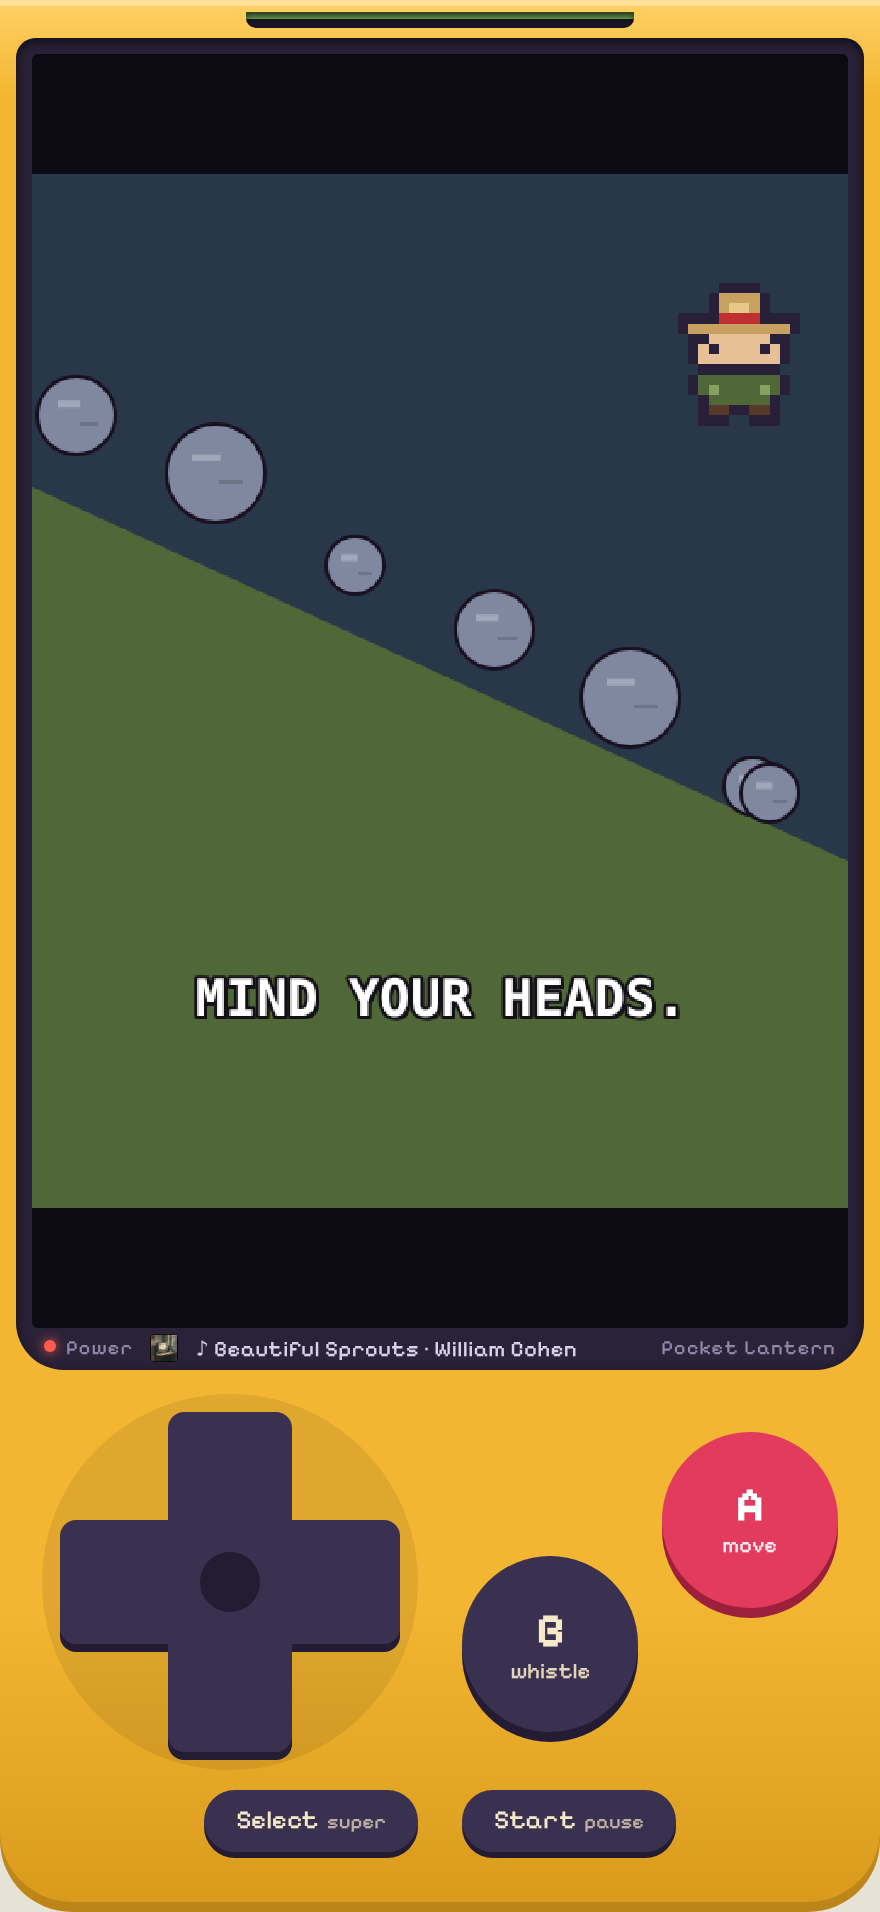 MIND YOUR HEADS.
Power ♪ Beautiful Sprouts · William Cohen Pocket Lantern
A
move
B
whistle
Select super Start pause